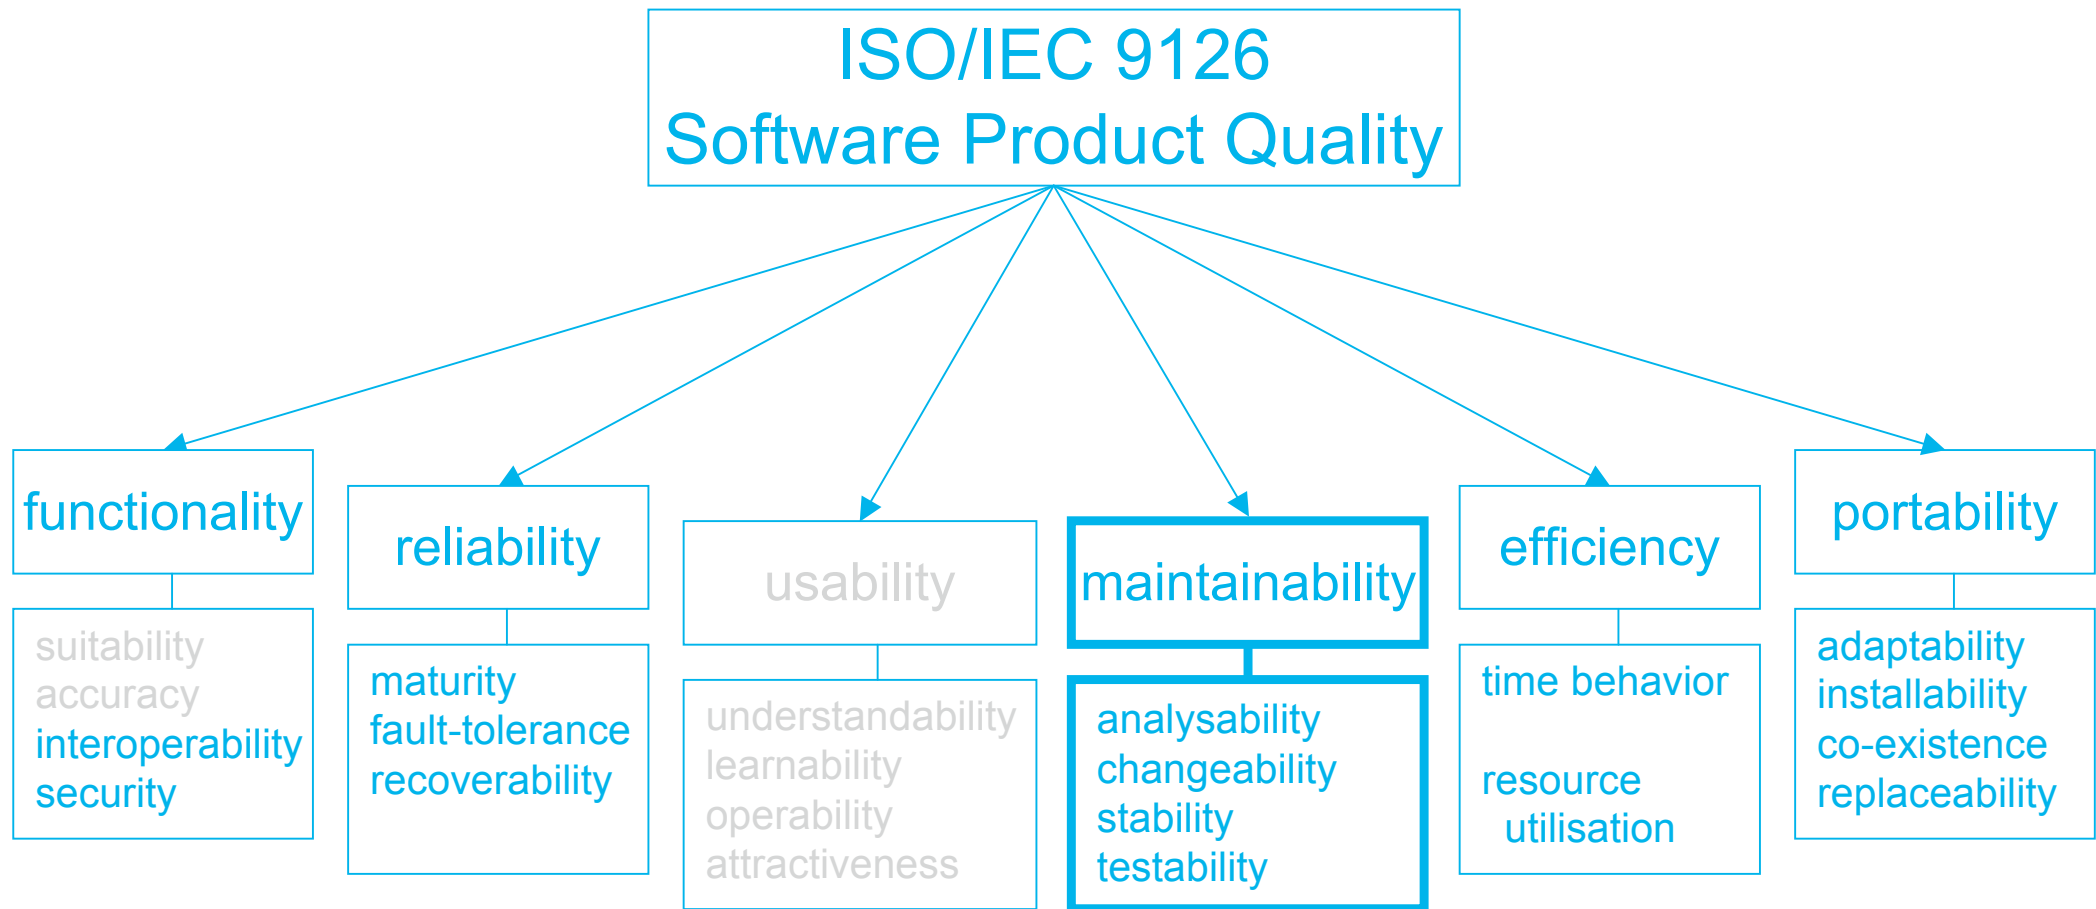 ISO/IEC 9126
Software Product Quality
functionality
suitability
accuracy
interoperability
security
reliability
maturity
fault-tolerance
recoverability
usability
understandability
learnability
operability
attractiveness
maintainability
analysability
changeability
stability
testability
efficiency
time behavior
resource
utilisation
portability
adaptability
installability
co-existence
replaceability